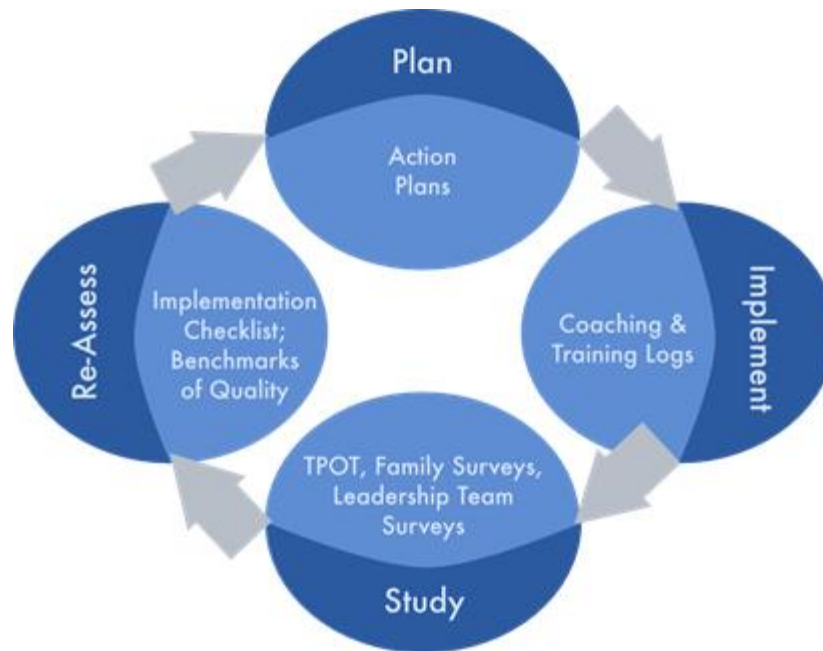 Plan
Action
Plans
Implement
Coaching &
Training Logs
TPOT, Family Surveys,
Leadership Team
Surveys
Study
Re-Assess
Implementation
Checklist;
Benchmarks
of Quality